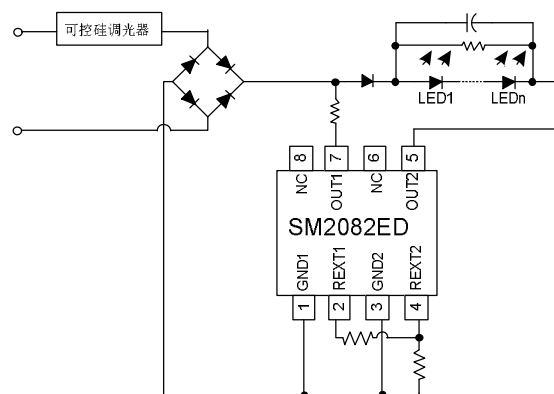 可控硅调光器
LED1
LEDn
8
7
6
5
NC
OUT1
NC
OUT2
SM2082ED
GND1
REXT1
GND2
REXT2
1
2
3
4